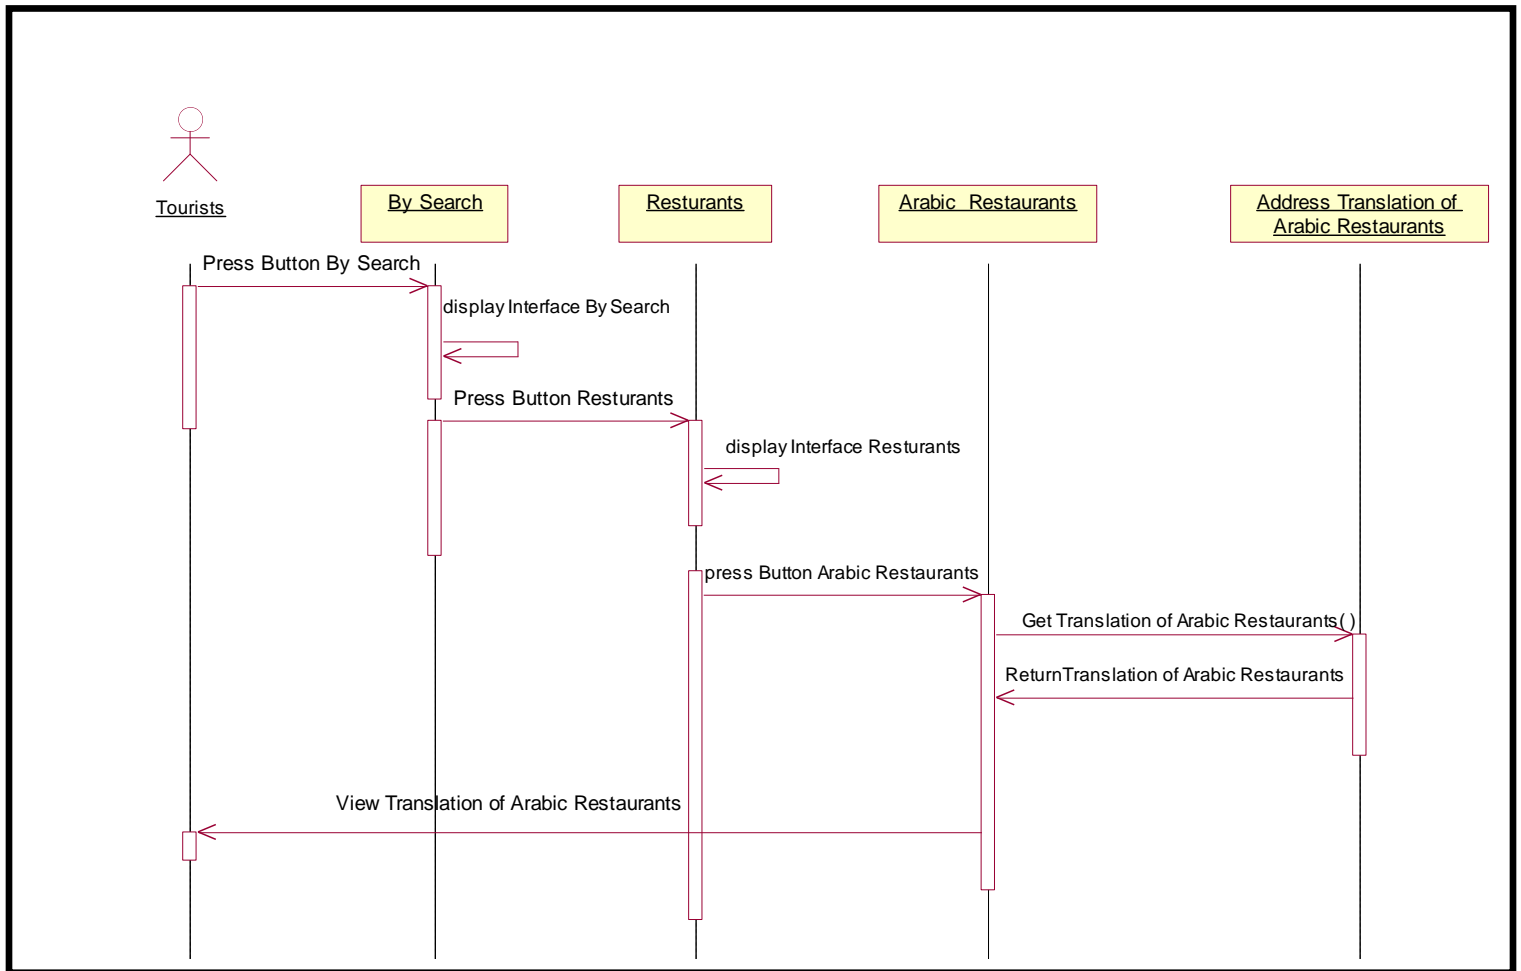 Tourists
By Search
Resturants
Arabic Restaurants
Address Translation of
Arabic Restaurants
Press Button By Search
display Interface By Search
Press Button Resturants
display Interface Resturants
press Button Arabic Restaurants
Get Translation of Arabic Restaurants( )
ReturnTranslation of Arabic Restaurants
View Translation of Arabic Restaurants